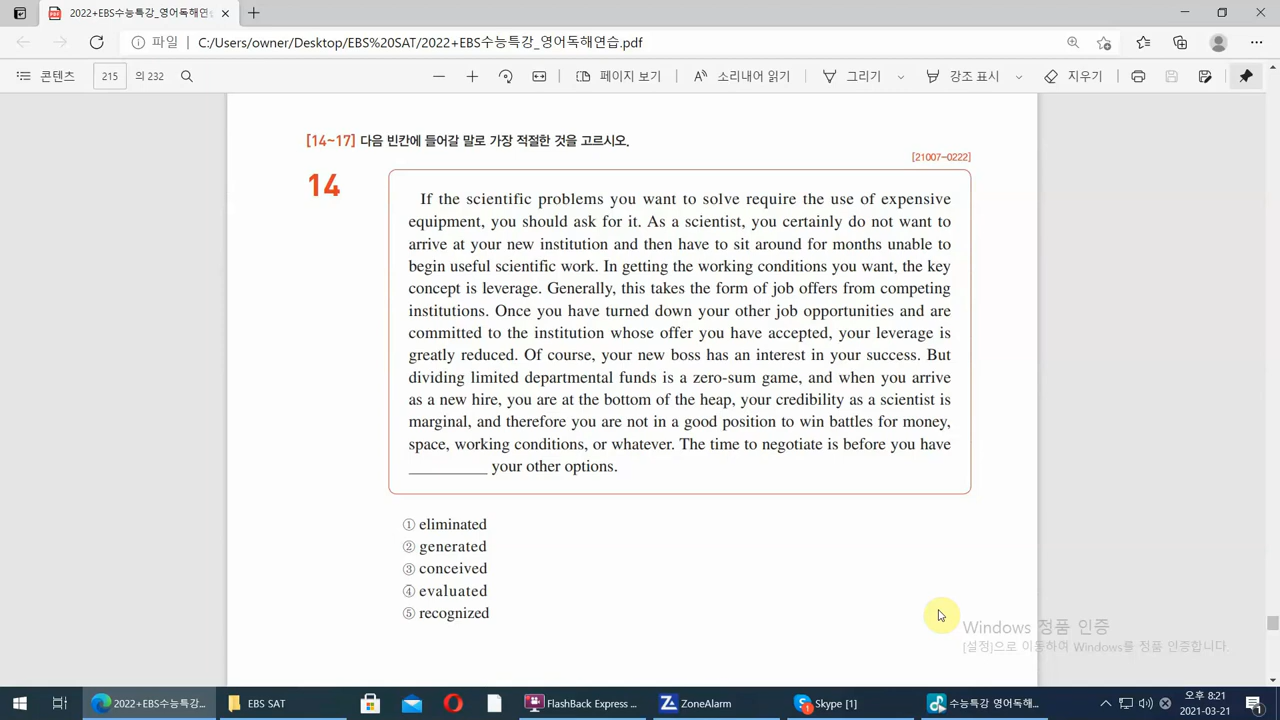 2022+EBS수능특강_영어독해연습
파일 C:/Users/owner/Desktop/EBS%20SAT/2022+EBS수능특강_영어독해연습.pdf
콘텐츠 215 의 232 페이지 보기 소리내어 읽기 그리기 강조 표시 지우기
[14~17] 다음 빈칸에 들어갈 말로 가장 적절한 것을 고르시오.
[21007-0222]
14
If the scientific problems you want to solve require the use of expensive
equipment, you should ask for it. As a scientist, you certainly do not want to
arrive at your new institution and then have to sit around for months unable to
begin useful scientific work. In getting the working conditions you want, the key
concept is leverage. Generally, this takes the form of job offers from competing
institutions. Once you have turned down your other job opportunities and are
committed to the institution whose offer you have accepted, your leverage is
greatly reduced. Of course, your new boss has an interest in your success. But
dividing limited departmental funds is a zero-sum game, and when you arrive
as a new hire, you are at the bottom of the heap, your credibility as a scientist is
marginal, and therefore you are not in a good position to win battles for money,
space, working conditions, or whatever. The time to negotiate is before you have
__________ your other options.
① eliminated
② generated
③ conceived
④ evaluated
⑤ recognized
Windows 정품 인증
[설정]으로 이동하여 Windows를 정품 인증합니다.
2022+EBS수능특강_... EBS SAT FlashBack Express ... ZoneAlarm Skype [1] 수능특강 영어독해... 오후 8:21
2021-03-21